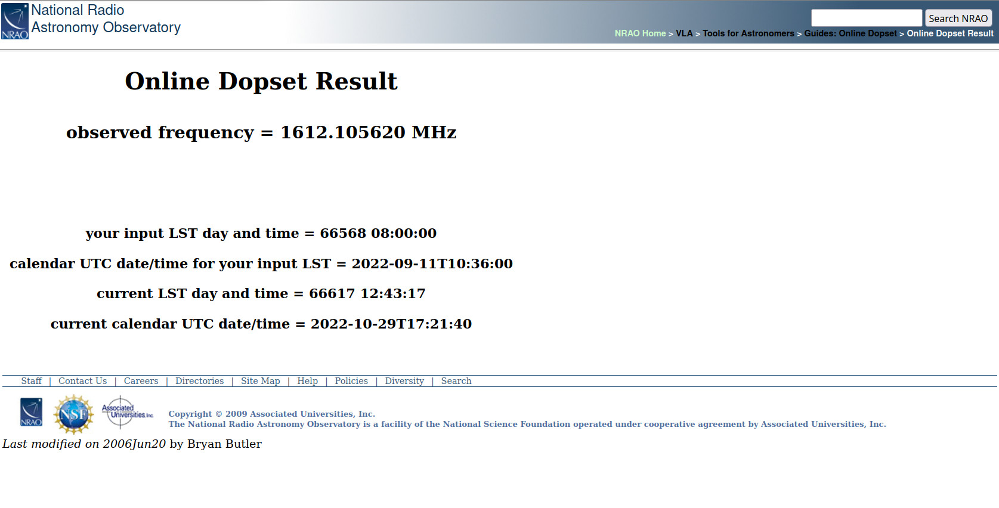 National Radio
Astronomy Observatory
NRAO
Search NRAO
NRAO Home > VLA > Tools for Astronomers > Guides: Online Dopset > Online Dopset Result
Online Dopset Result
observed frequency = 1612.105620 MHz
your input LST day and time = 66568 08:00:00
calendar UTC date/time for your input LST = 2022-09-11T10:36:00
current LST day and time = 66617 12:43:17
current calendar UTC date/time = 2022-10-29T17:21:40
Staff | Contact Us | Careers | Directories | Site Map | Help | Policies | Diversity | Search
NRAO
NSF
Associated
Universities, Inc.
Copyright © 2009 Associated Universities, Inc.
The National Radio Astronomy Observatory is a facility of the National Science Foundation operated under cooperative agreement by Associated Universities, Inc.
Last modified on 2006Jun20 by Bryan Butler